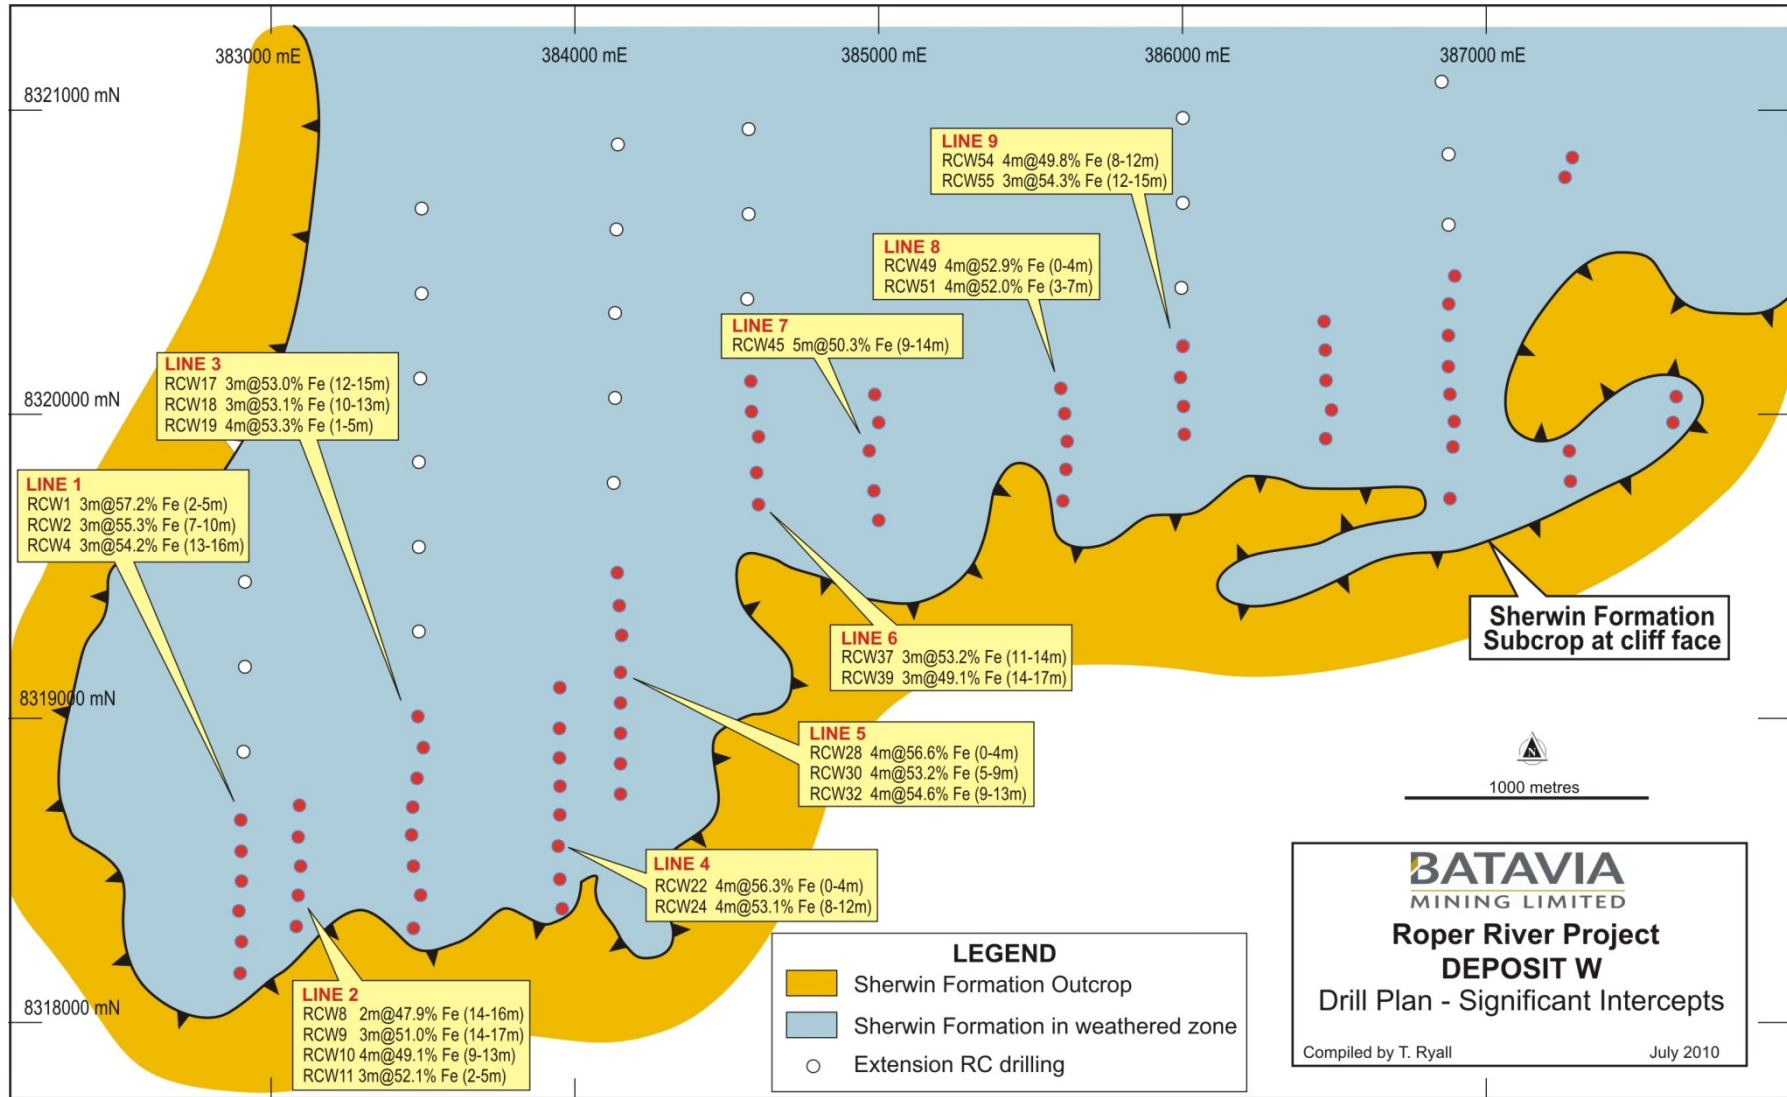 383000 mE
384000 mE
385000 mE
386000 mE
387000 mE
8321000 mN
8320000 mN
8319000 mN
8318000 mN
LINE 9
RCW54 4m@49.8% Fe (8-12m)
RCW55 3m@54.3% Fe (12-15m)
LINE 8
RCW49 4m@52.9% Fe (0-4m)
RCW51 4m@52.0% Fe (3-7m)
LINE 7
RCW45 5m@50.3% Fe (9-14m)
LINE 3
RCW17 3m@53.0% Fe (12-15m)
RCW18 3m@53.1% Fe (10-13m)
RCW19 4m@53.3% Fe (1-5m)
LINE 1
RCW1 3m@57.2% Fe (2-5m)
RCW2 3m@55.3% Fe (7-10m)
RCW4 3m@54.2% Fe (13-16m)
Sherwin Formation
Subcrop at cliff face
LINE 6
RCW37 3m@53.2% Fe (11-14m)
RCW39 3m@49.1% Fe (14-17m)
LINE 5
RCW28 4m@56.6% Fe (0-4m)
RCW30 4m@53.2% Fe (5-9m)
RCW32 4m@54.6% Fe (9-13m)
LINE 4
RCW22 4m@56.3% Fe (0-4m)
RCW24 4m@53.1% Fe (8-12m)
LINE 2
RCW8 2m@47.9% Fe (14-16m)
RCW9 3m@51.0% Fe (14-17m)
RCW10 4m@49.1% Fe (9-13m)
RCW11 3m@52.1% Fe (2-5m)
LEGEND
Sherwin Formation Outcrop
Sherwin Formation in weathered zone
Extension RC drilling
N
1000 metres
BATAVIA
MINING LIMITED
Roper River Project
DEPOSIT W
Drill Plan - Significant Intercepts
Compiled by T. Ryall July 2010